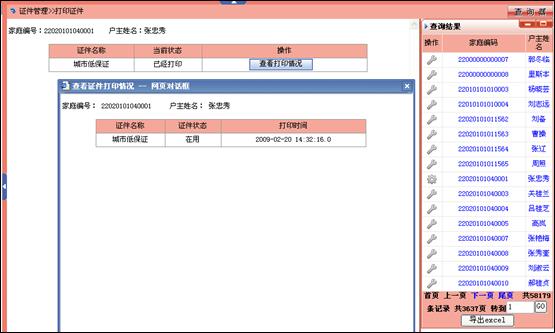 证件管理>>打印证件
家庭编号：22020101040001 户主姓名：张忠秀
证件名称 当前状态 操作
城市低保证 已经打印 查看打印情况
查看证件打印情况 -- 网页对话框
家庭编号： 22020101040001 户主姓名： 张忠秀
证件名称 证件状态 打印时间
城市低保证 在用 2009-02-20 14:32:16.0
查询器
查询结果
操作 家庭编码 户主姓名
22000000000007 郭冬临
22000000000008 里斯本
22010101010003 杨晓芸
22010101010004 刘志远
22020101011562 刘备
22020101011563 曹操
22020101011564 张辽
22020101011565 周照
22020101040001 张忠秀
22020101040003 关桂兰
22020101040004 吕桂芝
22020101040005 高岚
22020101040007 张艳梅
22020101040008 张秀奎
22020101040009 刘淑云
22020101040010 郝桂贞
首页 上一页 下一页 尾页 共58179
条记录 共3637页 转到 1 GO
导出excel